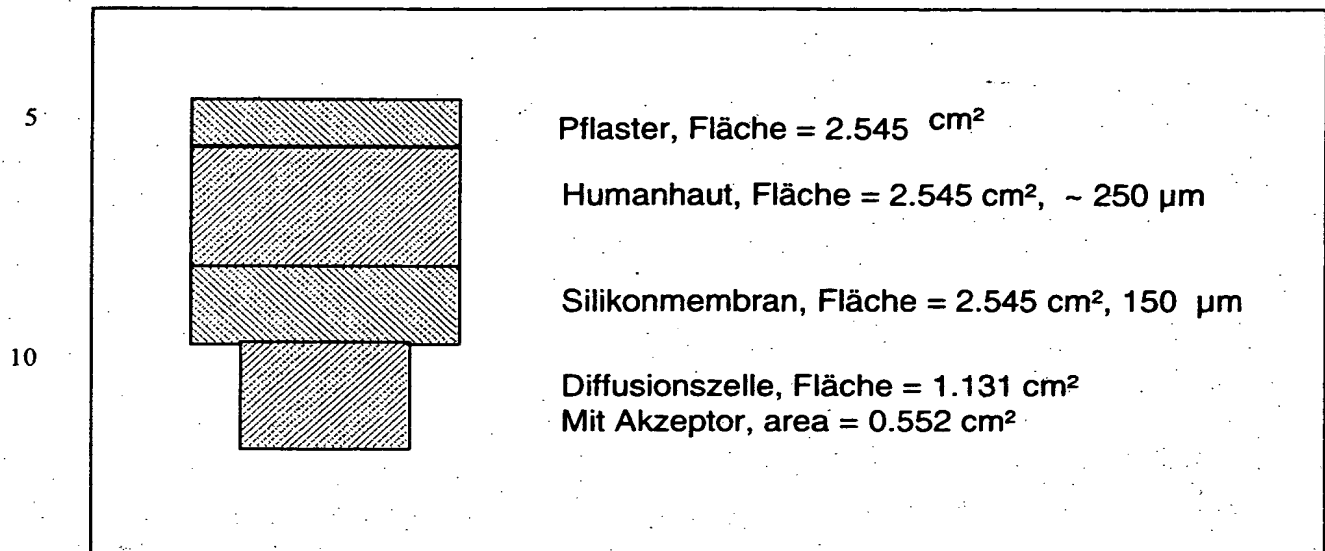 5
Pflaster, Fläche = 2.545 cm²
Humanhaut, Fläche = 2.545 cm², ~ 250 µm
Silikonmembran, Fläche = 2.545 cm², 150 µm
10
Diffusionszelle, Fläche = 1.131 cm²
Mit Akzeptor, area = 0.552 cm²